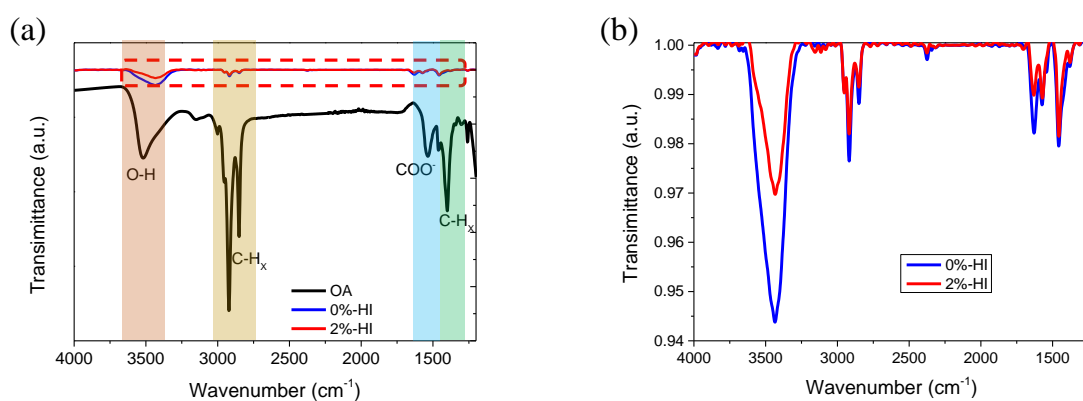 (a)
Transimittance (a.u.)
O-H
C-Hx
COO-
C-Hx
OA
0%-HI
2%-HI
4000 3500 3000 2500 2000 1500
Wavenumber (cm-1)
(b)
Transimittance (a.u.)
1.00
0.99
0.98
0.97
0.96
0.95
0.94
0%-HI
2%-HI
4000 3500 3000 2500 2000 1500
Wavenumber (cm-1)